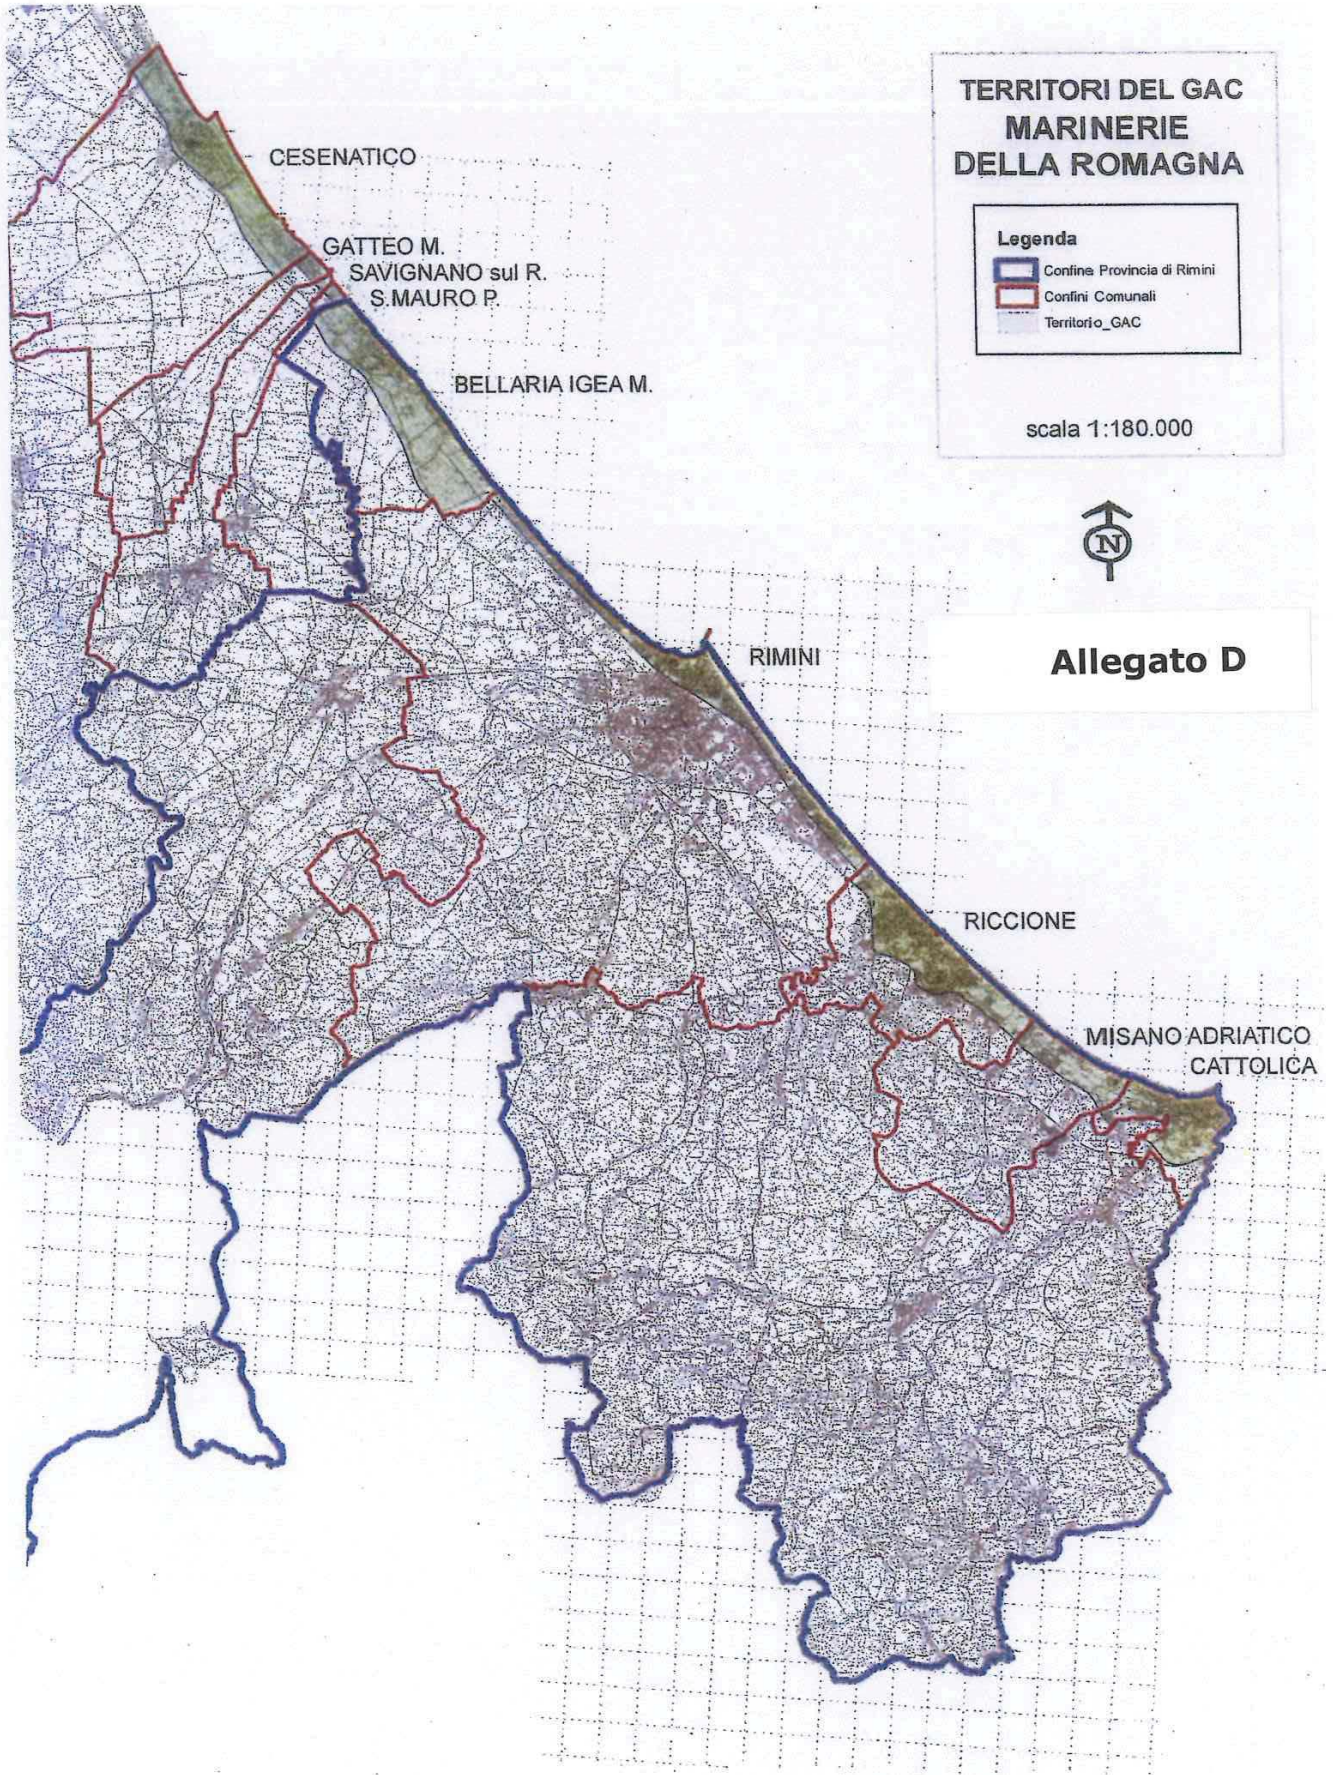 TERRITORI DEL GAC
MARINERIE
DELLA ROMAGNA
Legenda
Confine Provincia di Rimini
Confini Comunali
Territorio_GAC
scala 1:180.000
N
Allegato D
CESENATICO
GATTEO M.
SAVIGNANO sul R.
S.MAURO P.
BELLARIA IGEA M.
RIMINI
RICCIONE
MISANO ADRIATICO
CATTOLICA